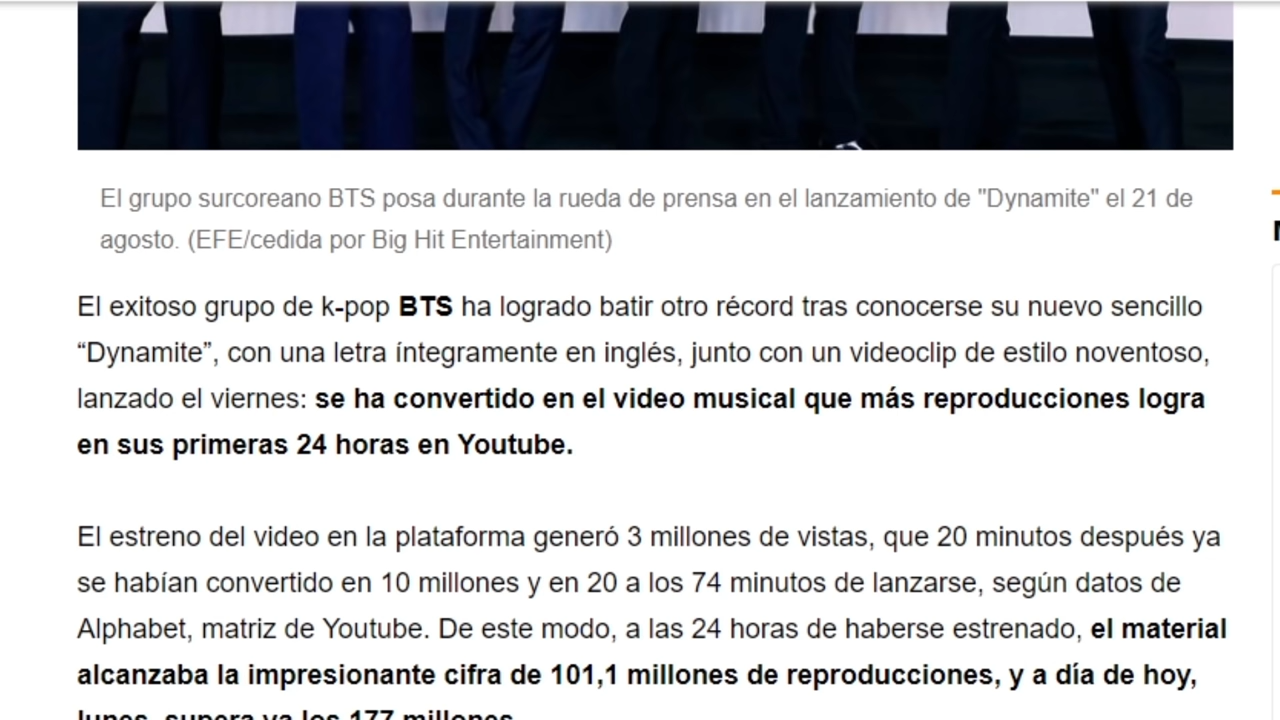 El grupo surcoreano BTS posa durante la rueda de prensa en el lanzamiento de "Dynamite" el 21 de
agosto. (EFE/cedida por Big Hit Entertainment)
El exitoso grupo de k-pop BTS ha logrado batir otro récord tras conocerse su nuevo sencillo
“Dynamite”, con una letra íntegramente en inglés, junto con un videoclip de estilo noventoso,
lanzado el viernes: se ha convertido en el video musical que más reproducciones logra
en sus primeras 24 horas en Youtube.
El estreno del video en la plataforma generó 3 millones de vistas, que 20 minutos después ya
se habían convertido en 10 millones y en 20 a los 74 minutos de lanzarse, según datos de
Alphabet, matriz de Youtube. De este modo, a las 24 horas de haberse estrenado, el material
alcanzaba la impresionante cifra de 101,1 millones de reproducciones, y a día de hoy,
lunes, supera ya los 177 millones.